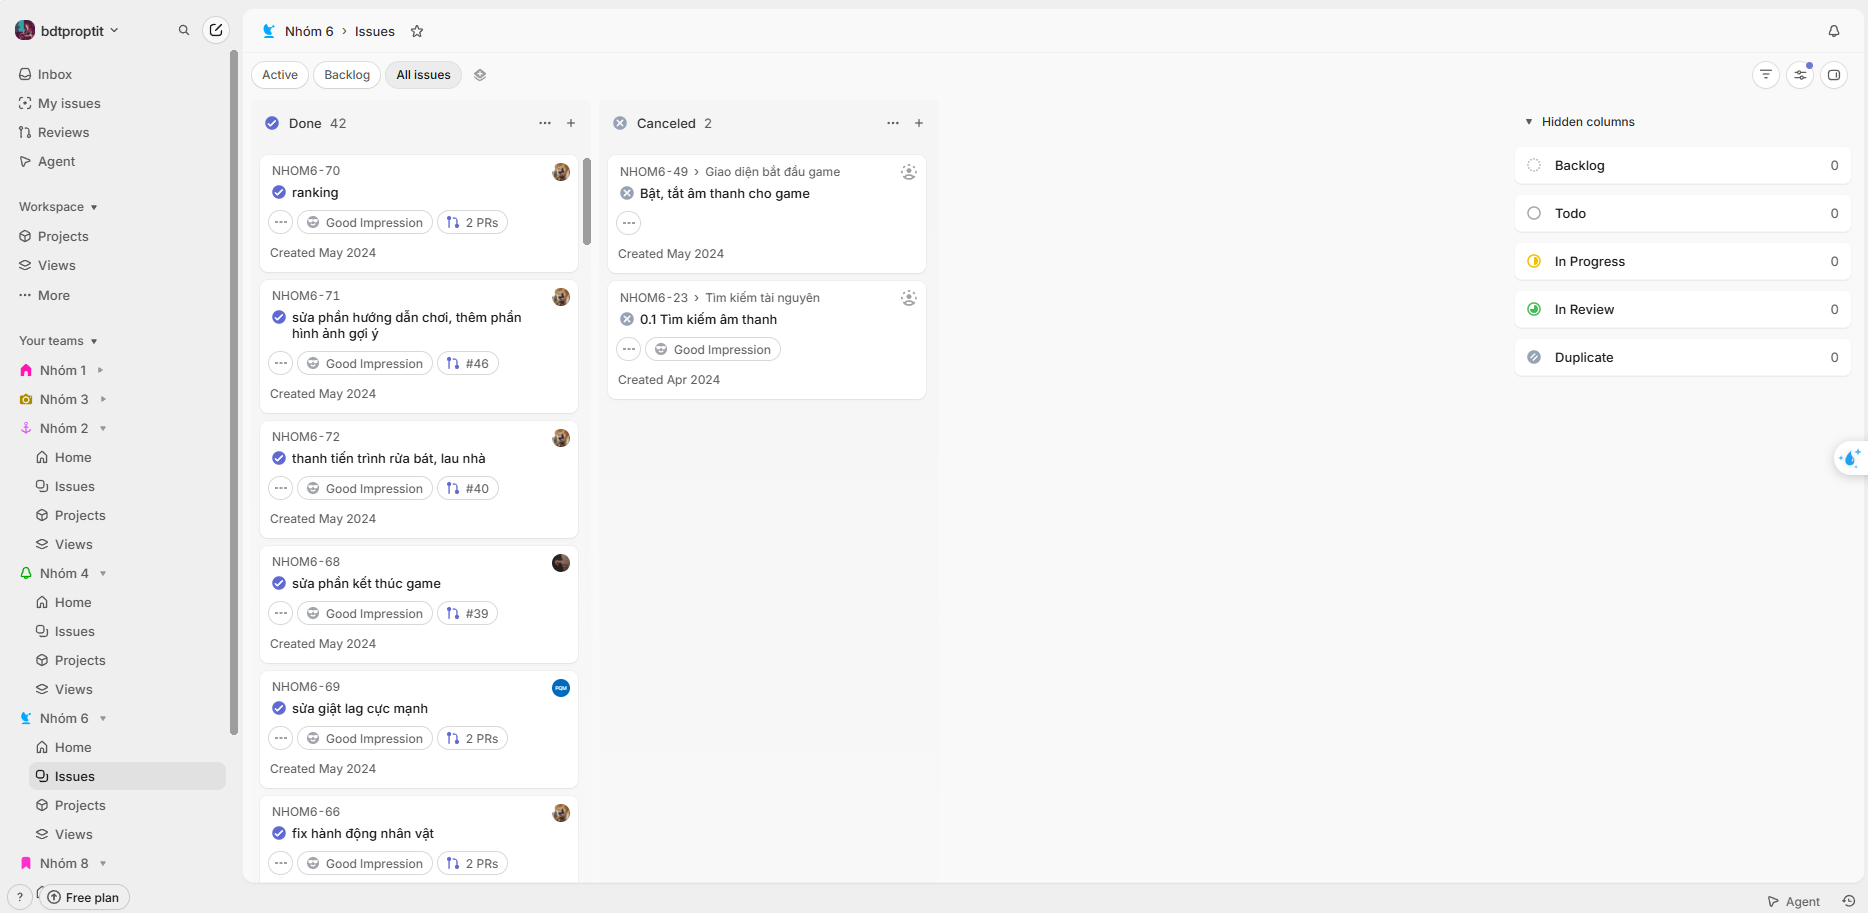 bdtproptit
Inbox
My issues
Reviews
Agent
Workspace
Projects
Views
More
Your teams
Nhóm 1
Nhóm 3
Nhóm 2
Home
Issues
Projects
Views
Nhóm 4
Home
Issues
Projects
Views
Nhóm 6
Home
Issues
Projects
Views
Nhóm 8
?
Free plan
Nhóm 6 › Issues
Active
Backlog
All issues
Done 42
NHOM6-70
ranking
Good Impression
2 PRs
Created May 2024
NHOM6-71
sửa phần hướng dẫn chơi, thêm phần
hình ảnh gợi ý
Good Impression
#46
Created May 2024
NHOM6-72
thanh tiến trình rửa bát, lau nhà
Good Impression
#40
Created May 2024
NHOM6-68
sửa phần kết thúc game
Good Impression
#39
Created May 2024
NHOM6-69
PQM
sửa giật lag cực mạnh
Good Impression
2 PRs
Created May 2024
NHOM6-66
fix hành động nhân vật
Good Impression
2 PRs
Canceled 2
NHOM6-49 › Giao diện bắt đầu game
Bật, tắt âm thanh cho game
Created May 2024
NHOM6-23 › Tìm kiếm tài nguyên
0.1 Tìm kiếm âm thanh
Good Impression
Created Apr 2024
Hidden columns
Backlog 0
Todo 0
In Progress 0
In Review 0
Duplicate 0
Agent